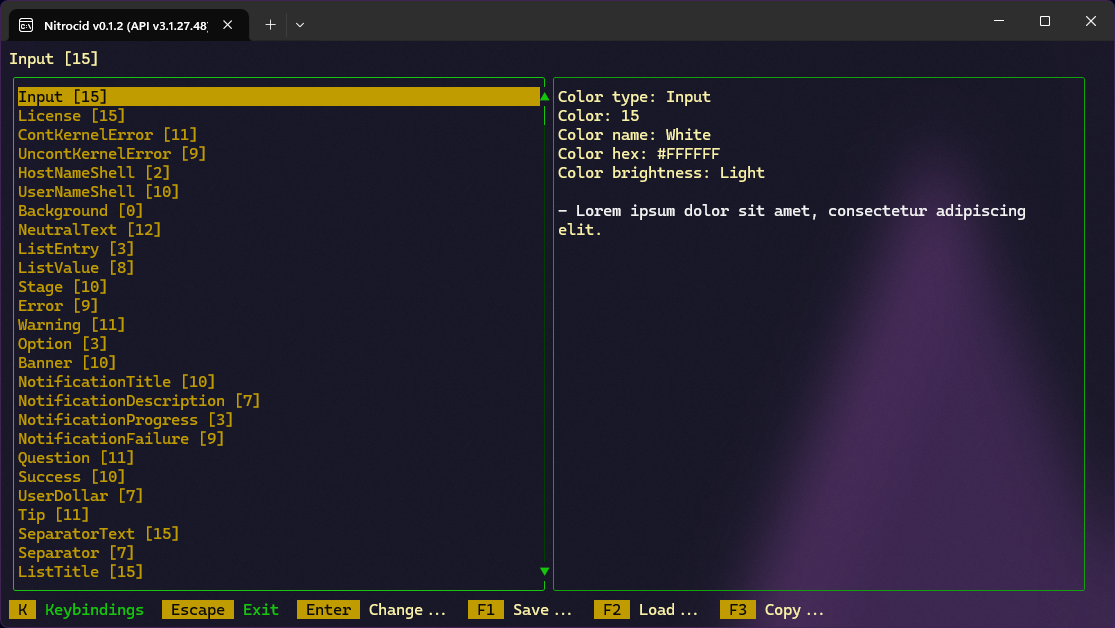 Nitrocid v0.1.2 (API v3.1.27.48)
Input [15]
Input [15]
License [15]
ContKernelError [11]
UncontKernelError [9]
HostNameShell [2]
UserNameShell [10]
Background [0]
NeutralText [12]
ListEntry [3]
ListValue [8]
Stage [10]
Error [9]
Warning [11]
Option [3]
Banner [10]
NotificationTitle [10]
NotificationDescription [7]
NotificationProgress [3]
NotificationFailure [9]
Question [11]
Success [10]
UserDollar [7]
Tip [11]
SeparatorText [15]
Separator [7]
ListTitle [15]
Color type: Input
Color: 15
Color name: White
Color hex: #FFFFFF
Color brightness: Light
- Lorem ipsum dolor sit amet, consectetur adipiscing
elit.
K Keybindings Escape Exit Enter Change ... F1 Save ... F2 Load ... F3 Copy ...